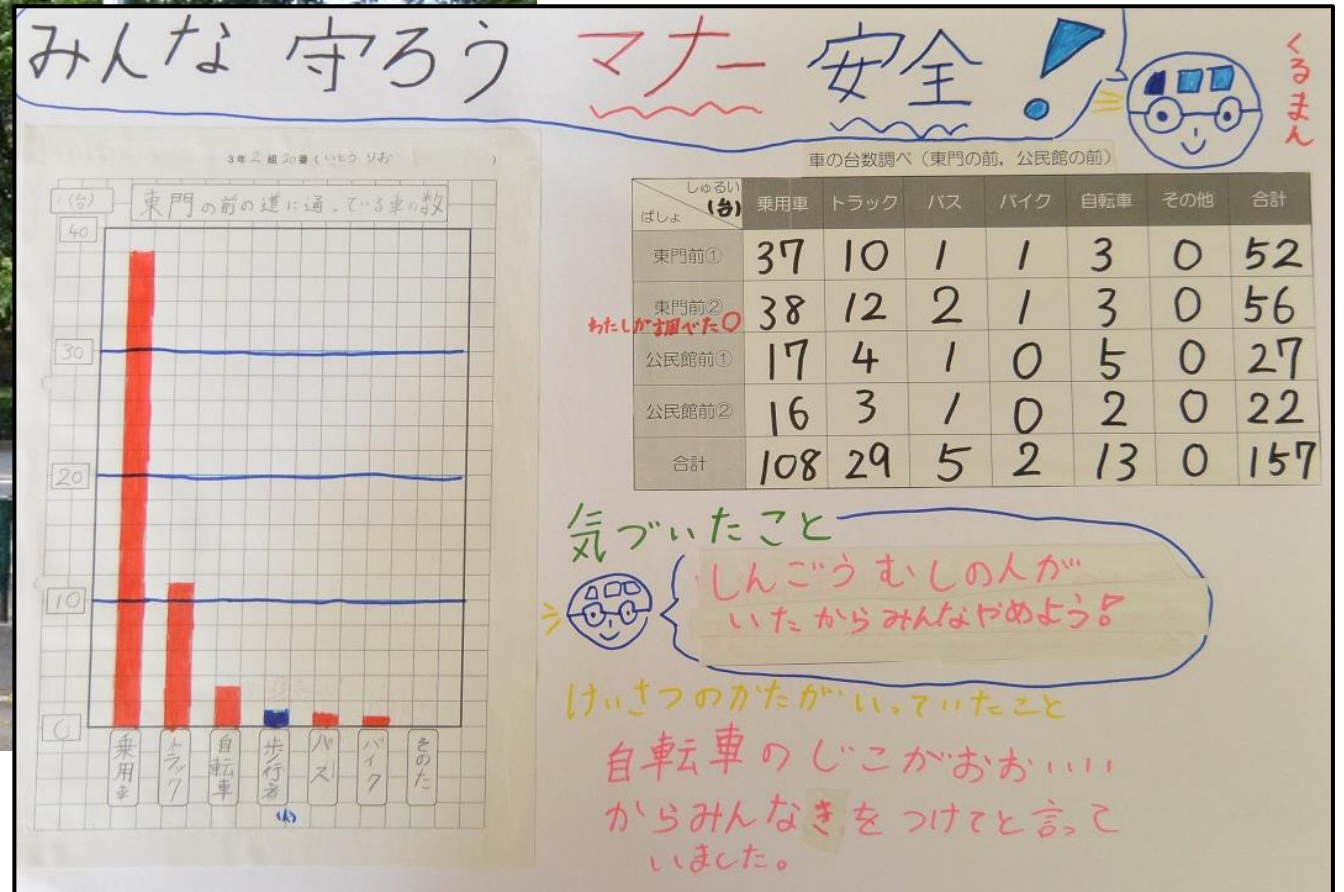 みんな 守ろう マナー 安全!
くるまん
3年2組20番(いとう りお )
(台)
東門の前の道に通っている車の数
40
30
20
10
0
乗用車
トラック
自転車
歩行者
(人)
バス
バイク
そのた
車の台数調べ(東門の前,公民館の前)
しゅるい
(台)
ばしょ
乗用車 トラック バス バイク 自転車 その他 合計
東門前① 37 10 1 1 3 0 52
東門前② 38 12 2 1 3 0 56
わたしが調べた○
公民館前① 17 4 1 0 5 0 27
公民館前② 16 3 1 0 2 0 22
合計 108 29 5 2 13 0 157
気づいたこと
しんごうむしの人が
いたからみんなやめよう!
けいさつのかたがいっていたこと
自転車のじこがおおいい
からみんなきをつけてと言って
いました。